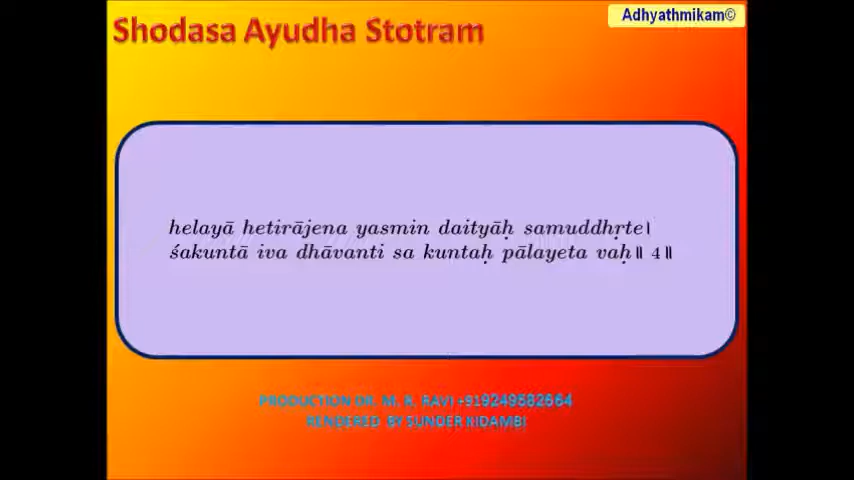 Shodasa Ayudha Stotram
Adhyathmikam©
helayā hetirājena yasmin daityāḥ samuddhṛte।
śakuntā iva dhāvanti sa kuntaḥ pālayeta vaḥ॥ 4॥
PRODUCTION DR. M. R. RAVI +919249682664
RENDERED BY SUNDER KIDAMBI